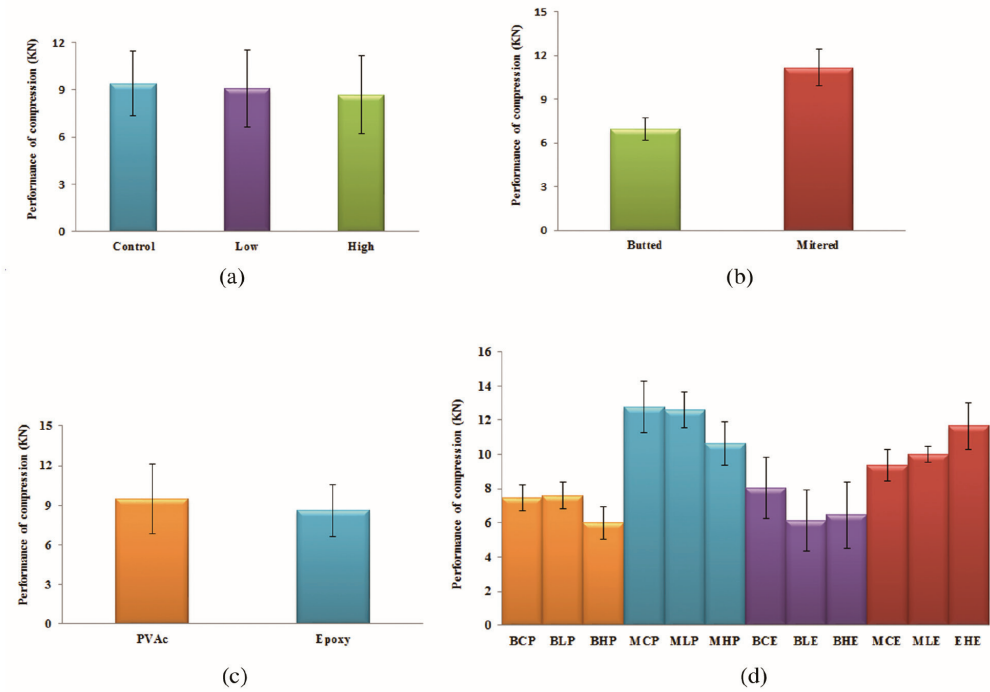 Performance of compression (KN)
12
9
6
3
0
Control Low High
(a)
Performance of compression (KN)
15
12
9
6
3
0
Butted Mitered
(b)
Performance of compression (KN)
15
12
9
6
3
0
PVAc Epoxy
(c)
Performance of compression (KN)
16
14
12
10
8
6
4
2
0
BCP BLP BHP MCP MLP MHP BCE BLE BHE MCE MLE EHE
(d)